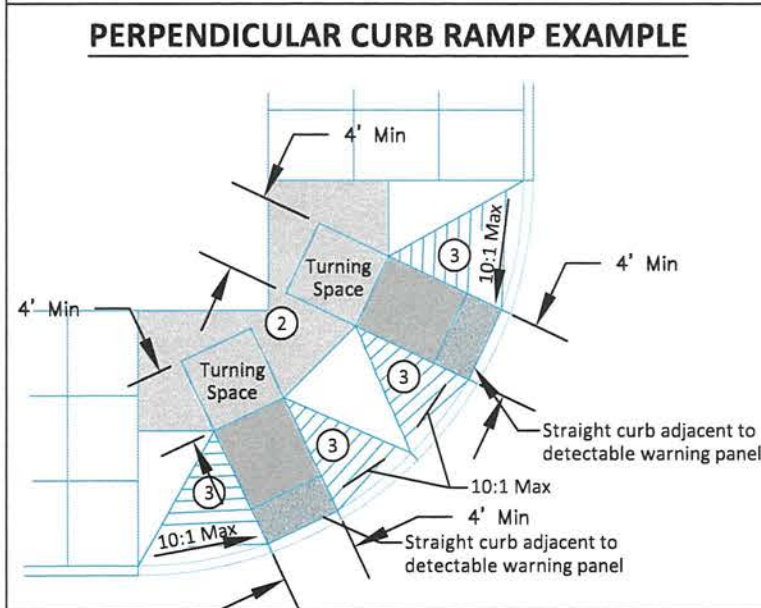 PERPENDICULAR CURB RAMP EXAMPLE
4' Min
3
10:1 Max
Turning
Space
4' Min
4' Min
2
Turning
Space
3
3
Straight curb adjacent to
detectable warning panel
3
10:1 Max
10:1 Max
4' Min
Straight curb adjacent to
detectable warning panel